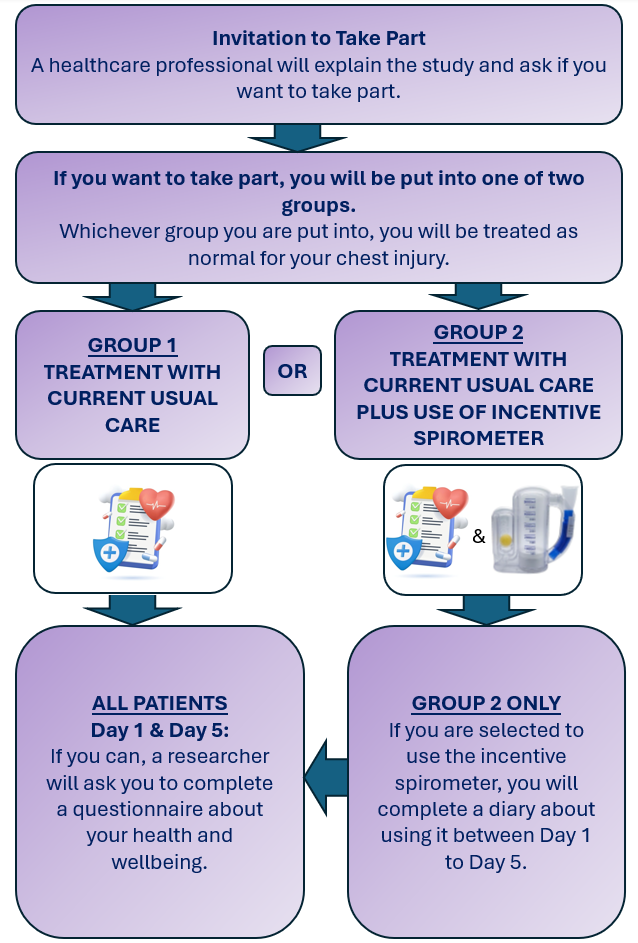 Invitation to Take Part
A healthcare professional will explain the study and ask if you
want to take part.
If you want to take part, you will be put into one of two
groups.
Whichever group you are put into, you will be treated as
normal for your chest injury.
GROUP 1
TREATMENT WITH
CURRENT USUAL
CARE
OR
GROUP 2
TREATMENT WITH
CURRENT USUAL CARE
PLUS USE OF INCENTIVE
SPIROMETER
&
ALL PATIENTS
Day 1 & Day 5:
If you can, a researcher
will ask you to complete
a questionnaire about
your health and
wellbeing.
GROUP 2 ONLY
If you are selected to
use the incentive
spirometer, you will
complete a diary about
using it between Day 1
to Day 5.